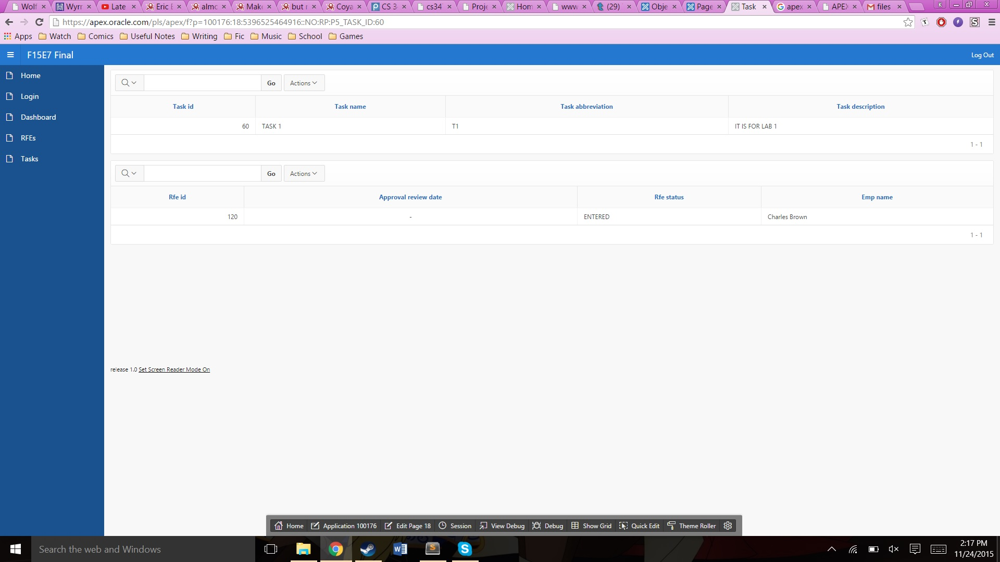 Wolf Wyrr Late Eric almc Make but Coya CS 3 cs34 Proje Hom www (29) Obje Page Task apex APEX files K
https://apex.oracle.com/pls/apex/f?p=100176:18:5396525464916::NO:RP:P5_TASK_ID:60
Apps Watch Comics Useful Notes Writing Fic Music School Games
F15E7 Final Log Out
Home
Login
Dashboard
RFEs
Tasks
Go Actions
Task id Task name Task abbreviation Task description
60 TASK 1 T1 IT IS FOR LAB 1
1 - 1
Go Actions
Rfe id Approval review date Rfe status Emp name
120 - ENTERED Charles Brown
1 - 1
release 1.0 Set Screen Reader Mode On
Home Application 100176 Edit Page 18 Session View Debug Debug Show Grid Quick Edit Theme Roller
Search the web and Windows
2:17 PM
11/24/2015